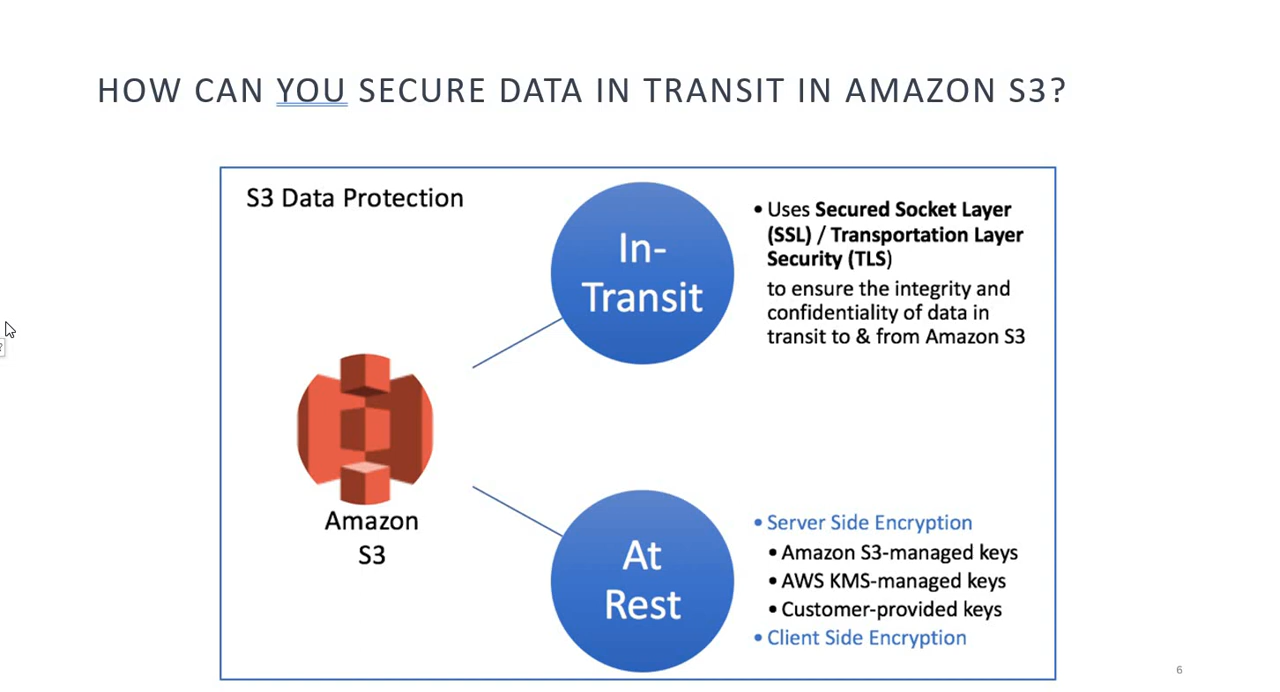 HOW CAN YOU SECURE DATA IN TRANSIT IN AMAZON S3?
S3 Data Protection
In-
Transit
• Uses Secured Socket Layer
(SSL) / Transportation Layer
Security (TLS)
to ensure the integrity and
confidentiality of data in
transit to & from Amazon S3
Amazon
S3
At
Rest
• Server Side Encryption
• Amazon S3-managed keys
• AWS KMS-managed keys
• Customer-provided keys
• Client Side Encryption
6
?